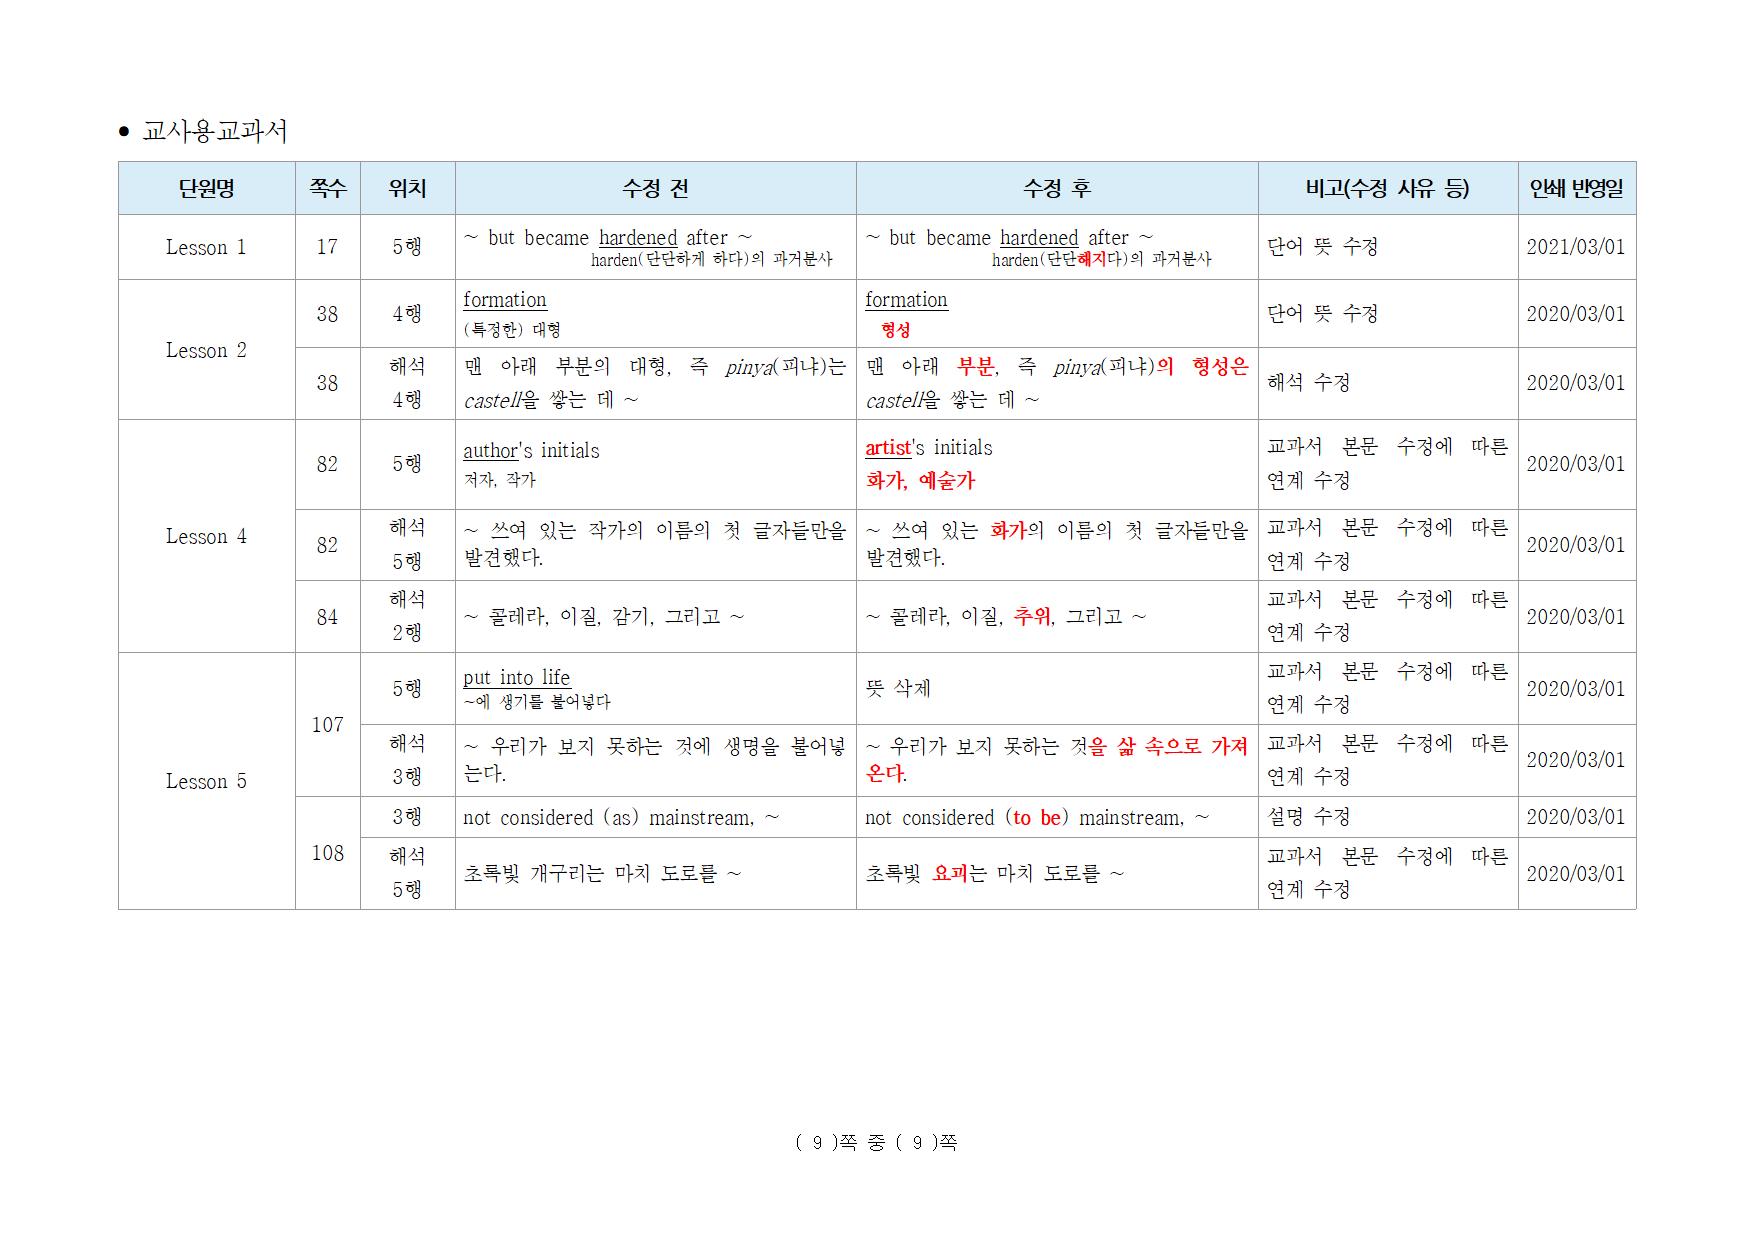 • 교사용교과서
단원명 쪽수 위치 수정 전 수정 후 비고(수정 사유 등) 인쇄 반영일
Lesson 1 17 5행 ~ but became hardened after ~ ~ but became hardened after ~ 단어 뜻 수정 2021/03/01
harden(단단하게 하다)의 과거분사 harden(단단해지다)의 과거분사
Lesson 2 38 4행 formation formation 단어 뜻 수정 2020/03/01
(특정한) 대형 형성
38 해석 맨 아래 부분의 대형, 즉 pinya(피냐)는 맨 아래 부분, 즉 pinya(피냐)의 형성은 해석 수정 2020/03/01
4행 castell을 쌓는 데 ~ castell을 쌓는 데 ~
Lesson 4 82 5행 author's initials artist's initials 교과서 본문 수정에 따른 2020/03/01
저자, 작가 화가, 예술가 연계 수정
82 해석 ~ 쓰여 있는 작가의 이름의 첫 글자들만을 ~ 쓰여 있는 화가의 이름의 첫 글자들만을 교과서 본문 수정에 따른 2020/03/01
5행 발견했다. 발견했다. 연계 수정
84 해석 ~ 콜레라, 이질, 감기, 그리고 ~ ~ 콜레라, 이질, 추위, 그리고 ~ 교과서 본문 수정에 따른 2020/03/01
2행 연계 수정
Lesson 5 107 5행 put into life 뜻 삭제 교과서 본문 수정에 따른 2020/03/01
~에 생기를 불어넣다 연계 수정
해석 ~ 우리가 보지 못하는 것에 생명을 불어넣 ~ 우리가 보지 못하는 것을 삶 속으로 가져 교과서 본문 수정에 따른 2020/03/01
3행 는다. 온다. 연계 수정
108 3행 not considered (as) mainstream, ~ not considered (to be) mainstream, ~ 설명 수정 2020/03/01
해석 초록빛 개구리는 마치 도로를 ~ 초록빛 요괴는 마치 도로를 ~ 교과서 본문 수정에 따른 2020/03/01
5행 연계 수정
( 9 )쪽 중 ( 9 )쪽